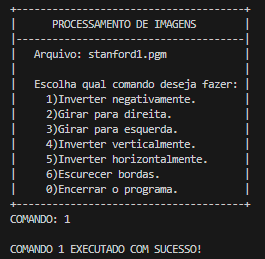 PROCESSAMENTO DE IMAGENS
Arquivo: stanford1.pgm
Escolha qual comando deseja fazer:
1)Inverter negativamente.
2)Girar para direita.
3)Girar para esguerda.
4)Inverter verticalmente.
5)Inverter horizontalmente.
6)Escurecer bordas.
0)Encerrar o programa.
COMANDO: 1
COMANDO 1 EXECUTADO COM SUCESSO!